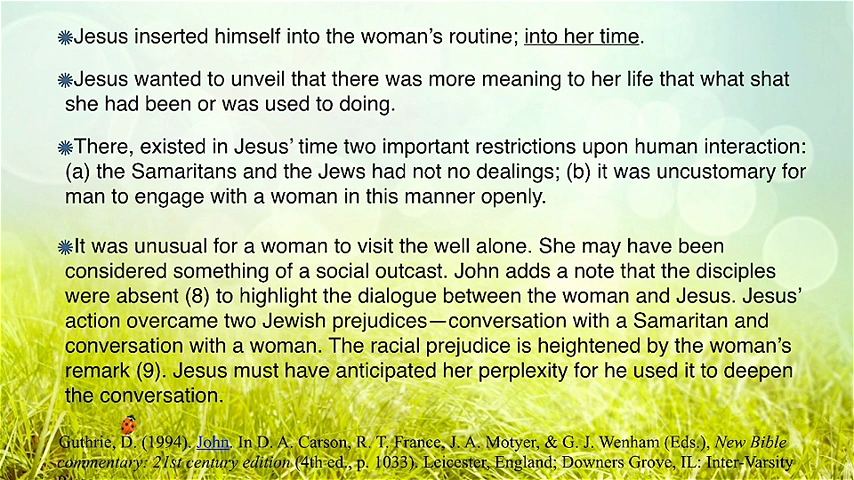 Jesus inserted himself into the woman's routine; into her time.
Jesus wanted to unveil that there was more meaning to her life that what shat
she had been or was used to doing.
There, existed in Jesus' time two important restrictions upon human interaction:
(a) the Samaritans and the Jews had not no dealings; (b) it was uncustomary for
man to engage with a woman in this manner openly.
It was unusual for a woman to visit the well alone. She may have been
considered something of a social outcast. John adds a note that the disciples
were absent (8) to highlight the dialogue between the woman and Jesus. Jesus'
action overcame two Jewish prejudices—conversation with a Samaritan and
conversation with a woman. The racial prejudice is heightened by the woman's
remark (9). Jesus must have anticipated her perplexity for he used it to deepen
the conversation.
Guthrie, D. (1994). John. In D. A. Carson, R. T. France, J. A. Motyer, & G. J. Wenham (Eds.), New Bible
commentary: 21st century edition (4th ed., p. 1033). Leicester, England; Downers Grove, IL: Inter-Varsity